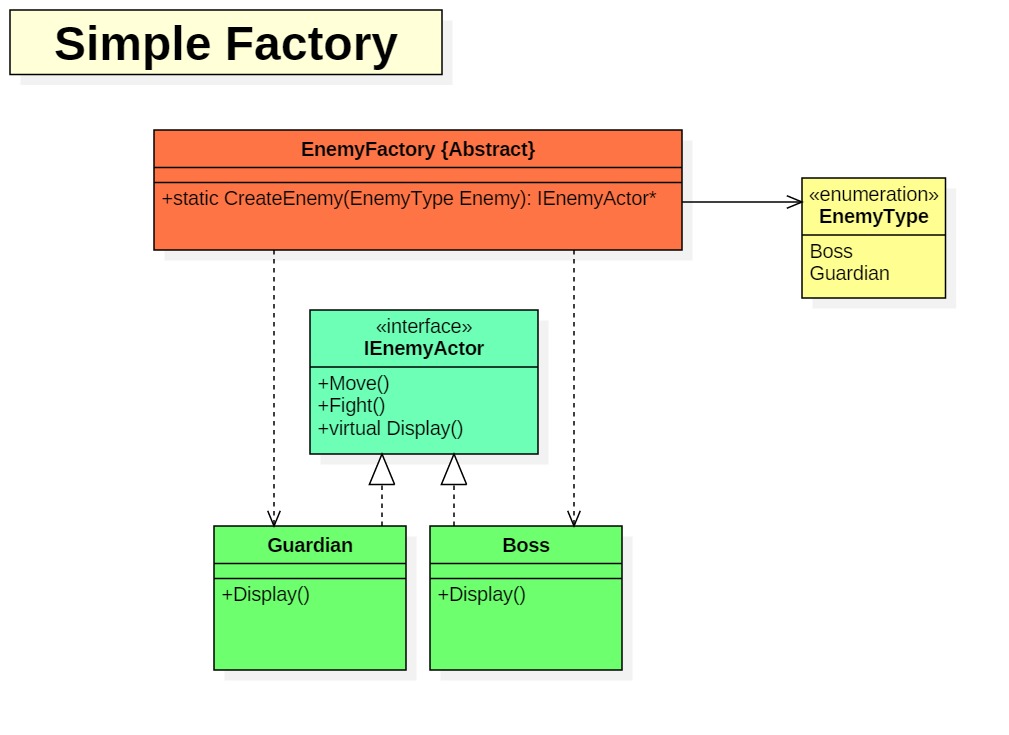 Simple Factory
EnemyFactory {Abstract}
+static CreateEnemy(EnemyType Enemy): IEnemyActor*
«enumeration»
EnemyType
Boss
Guardian
«interface»
IEnemyActor
+Move()
+Fight()
+virtual Display()
Guardian
+Display()
Boss
+Display()